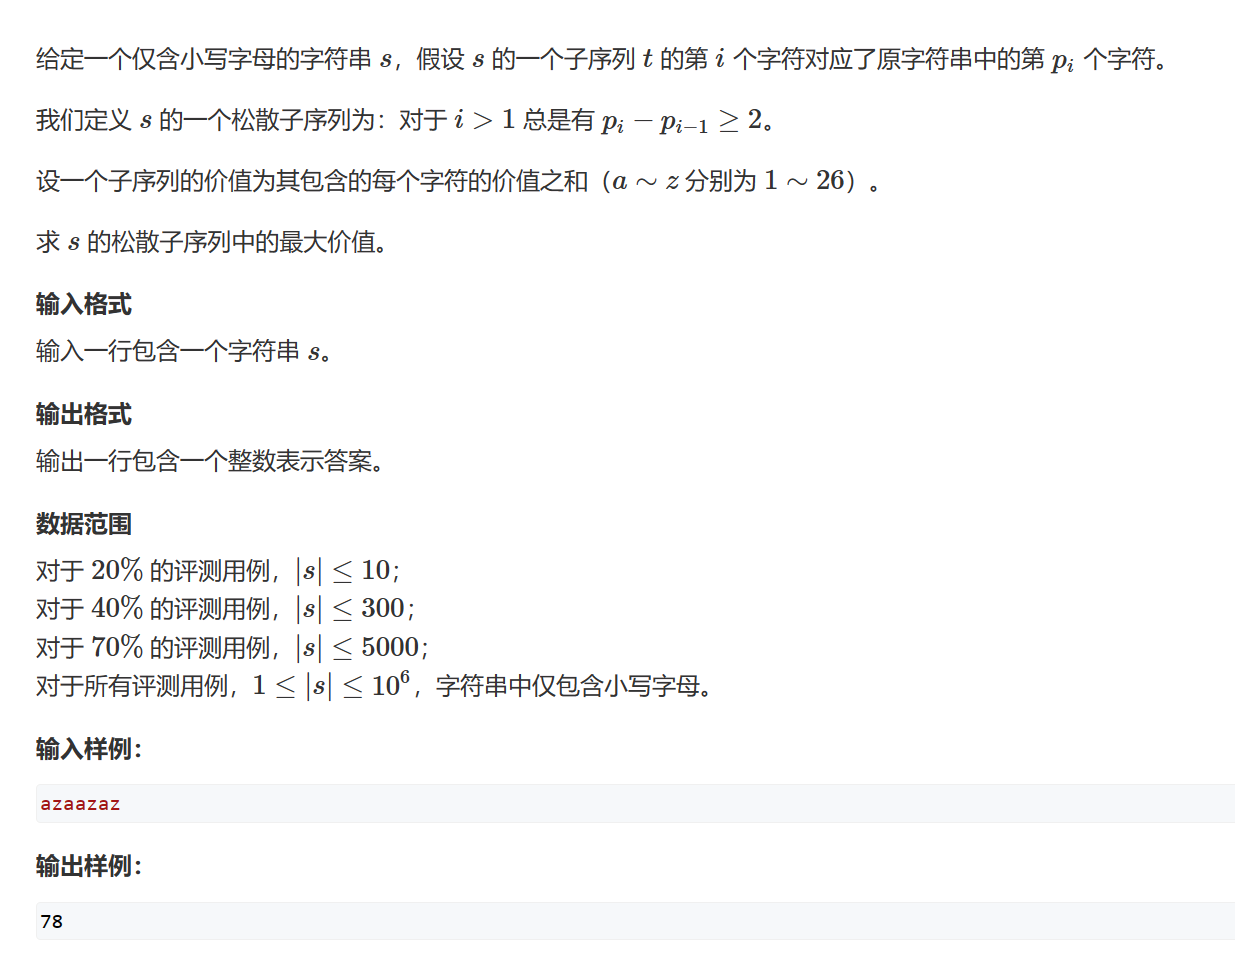 给定一个仅含小写字母的字符串 s，假设 s 的一个子序列 t 的第 i 个字符对应了原字符串中的第 p_i 个字符。
我们定义 s 的一个松散子序列为：对于 i > 1 总是有 p_i − p_{i−1} ≥ 2。
设一个子序列的价值为其包含的每个字符的价值之和（a ∼ z 分别为 1 ∼ 26）。
求 s 的松散子序列中的最大价值。
输入格式
输入一行包含一个字符串 s。
输出格式
输出一行包含一个整数表示答案。
数据范围
对于 20% 的评测用例，|s| ≤ 10；
对于 40% 的评测用例，|s| ≤ 300；
对于 70% 的评测用例，|s| ≤ 5000；
对于所有评测用例，1 ≤ |s| ≤ 10^6，字符串中仅包含小写字母。
输入样例：
azaazaz
输出样例：
78